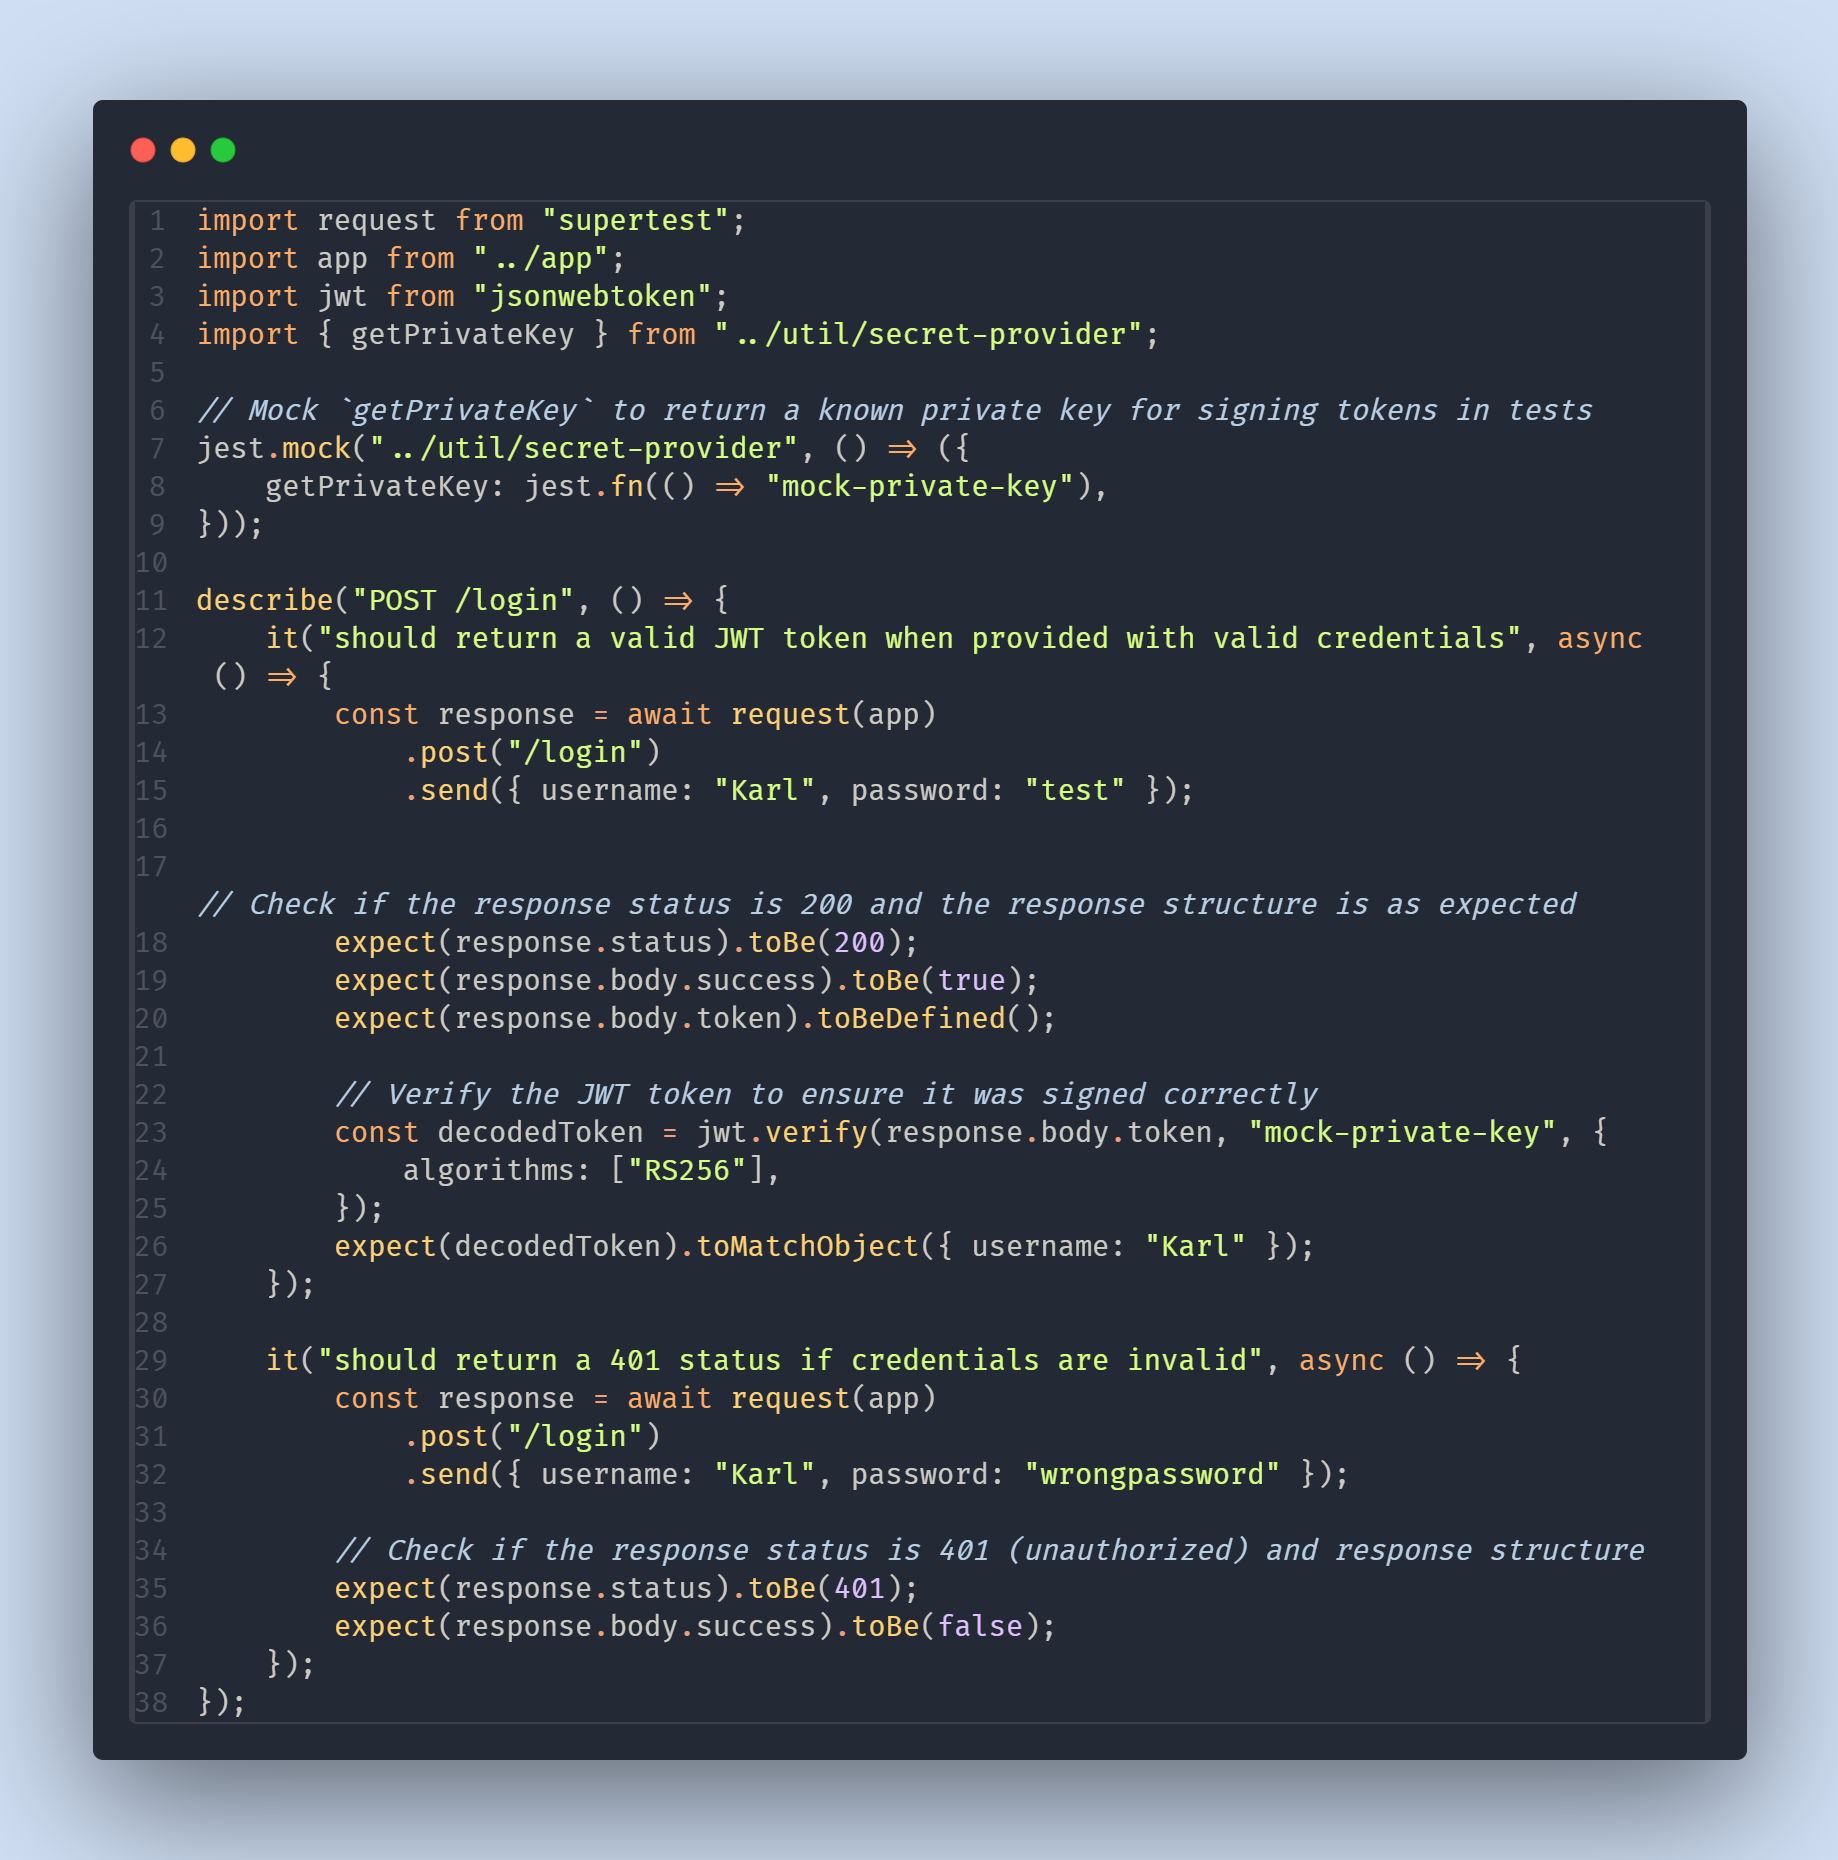 1 import request from "supertest";
2 import app from "../app";
3 import jwt from "jsonwebtoken";
4 import { getPrivateKey } from "../util/secret-provider";
5
6 // Mock `getPrivateKey` to return a known private key for signing tokens in tests
7 jest.mock("../util/secret-provider", () => ({
8     getPrivateKey: jest.fn(() => "mock-private-key"),
9 }));
10
11 describe("POST /login", () => {
12     it("should return a valid JWT token when provided with valid credentials", async
 () => {
13         const response = await request(app)
14             .post("/login")
15             .send({ username: "Karl", password: "test" });
16
17
// Check if the response status is 200 and the response structure is as expected
18         expect(response.status).toBe(200);
19         expect(response.body.success).toBe(true);
20         expect(response.body.token).toBeDefined();
21
22         // Verify the JWT token to ensure it was signed correctly
23         const decodedToken = jwt.verify(response.body.token, "mock-private-key", {
24             algorithms: ["RS256"],
25         });
26         expect(decodedToken).toMatchObject({ username: "Karl" });
27     });
28
29     it("should return a 401 status if credentials are invalid", async () => {
30         const response = await request(app)
31             .post("/login")
32             .send({ username: "Karl", password: "wrongpassword" });
33
34         // Check if the response status is 401 (unauthorized) and response structure
35         expect(response.status).toBe(401);
36         expect(response.body.success).toBe(false);
37     });
38 });